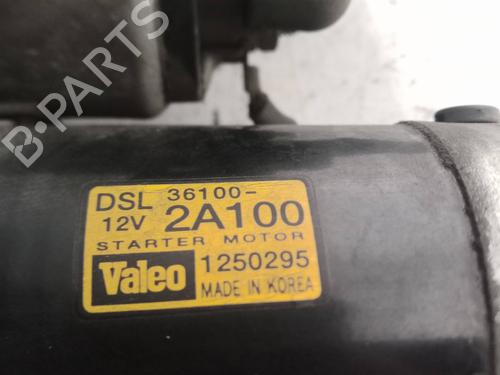 B-PARTS
DSL 36100-
12V 2A100
STARTER MOTOR
Valeo 1250295
MADE IN KOREA